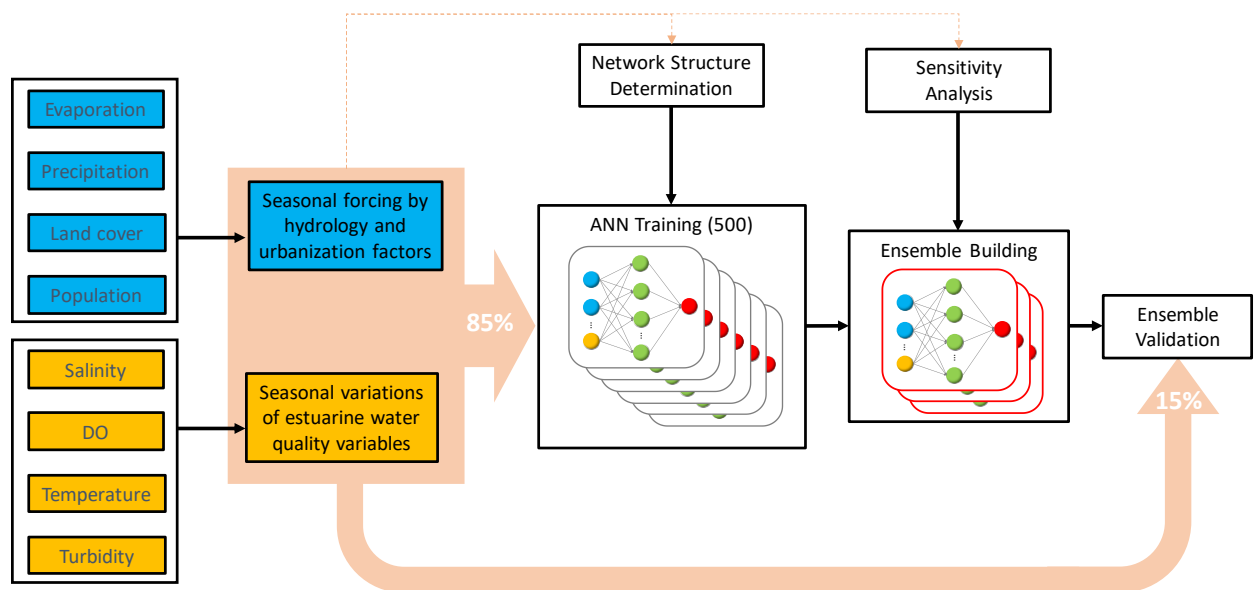 Evaporation
Precipitation
Land cover
Population
Salinity
DO
Temperature
Turbidity
Seasonal forcing by
hydrology and
urbanization factors
Seasonal variations
of estuarine water
quality variables
85%
Network Structure
Determination
ANN Training (500)
Sensitivity
Analysis
Ensemble Building
Ensemble
Validation
15%